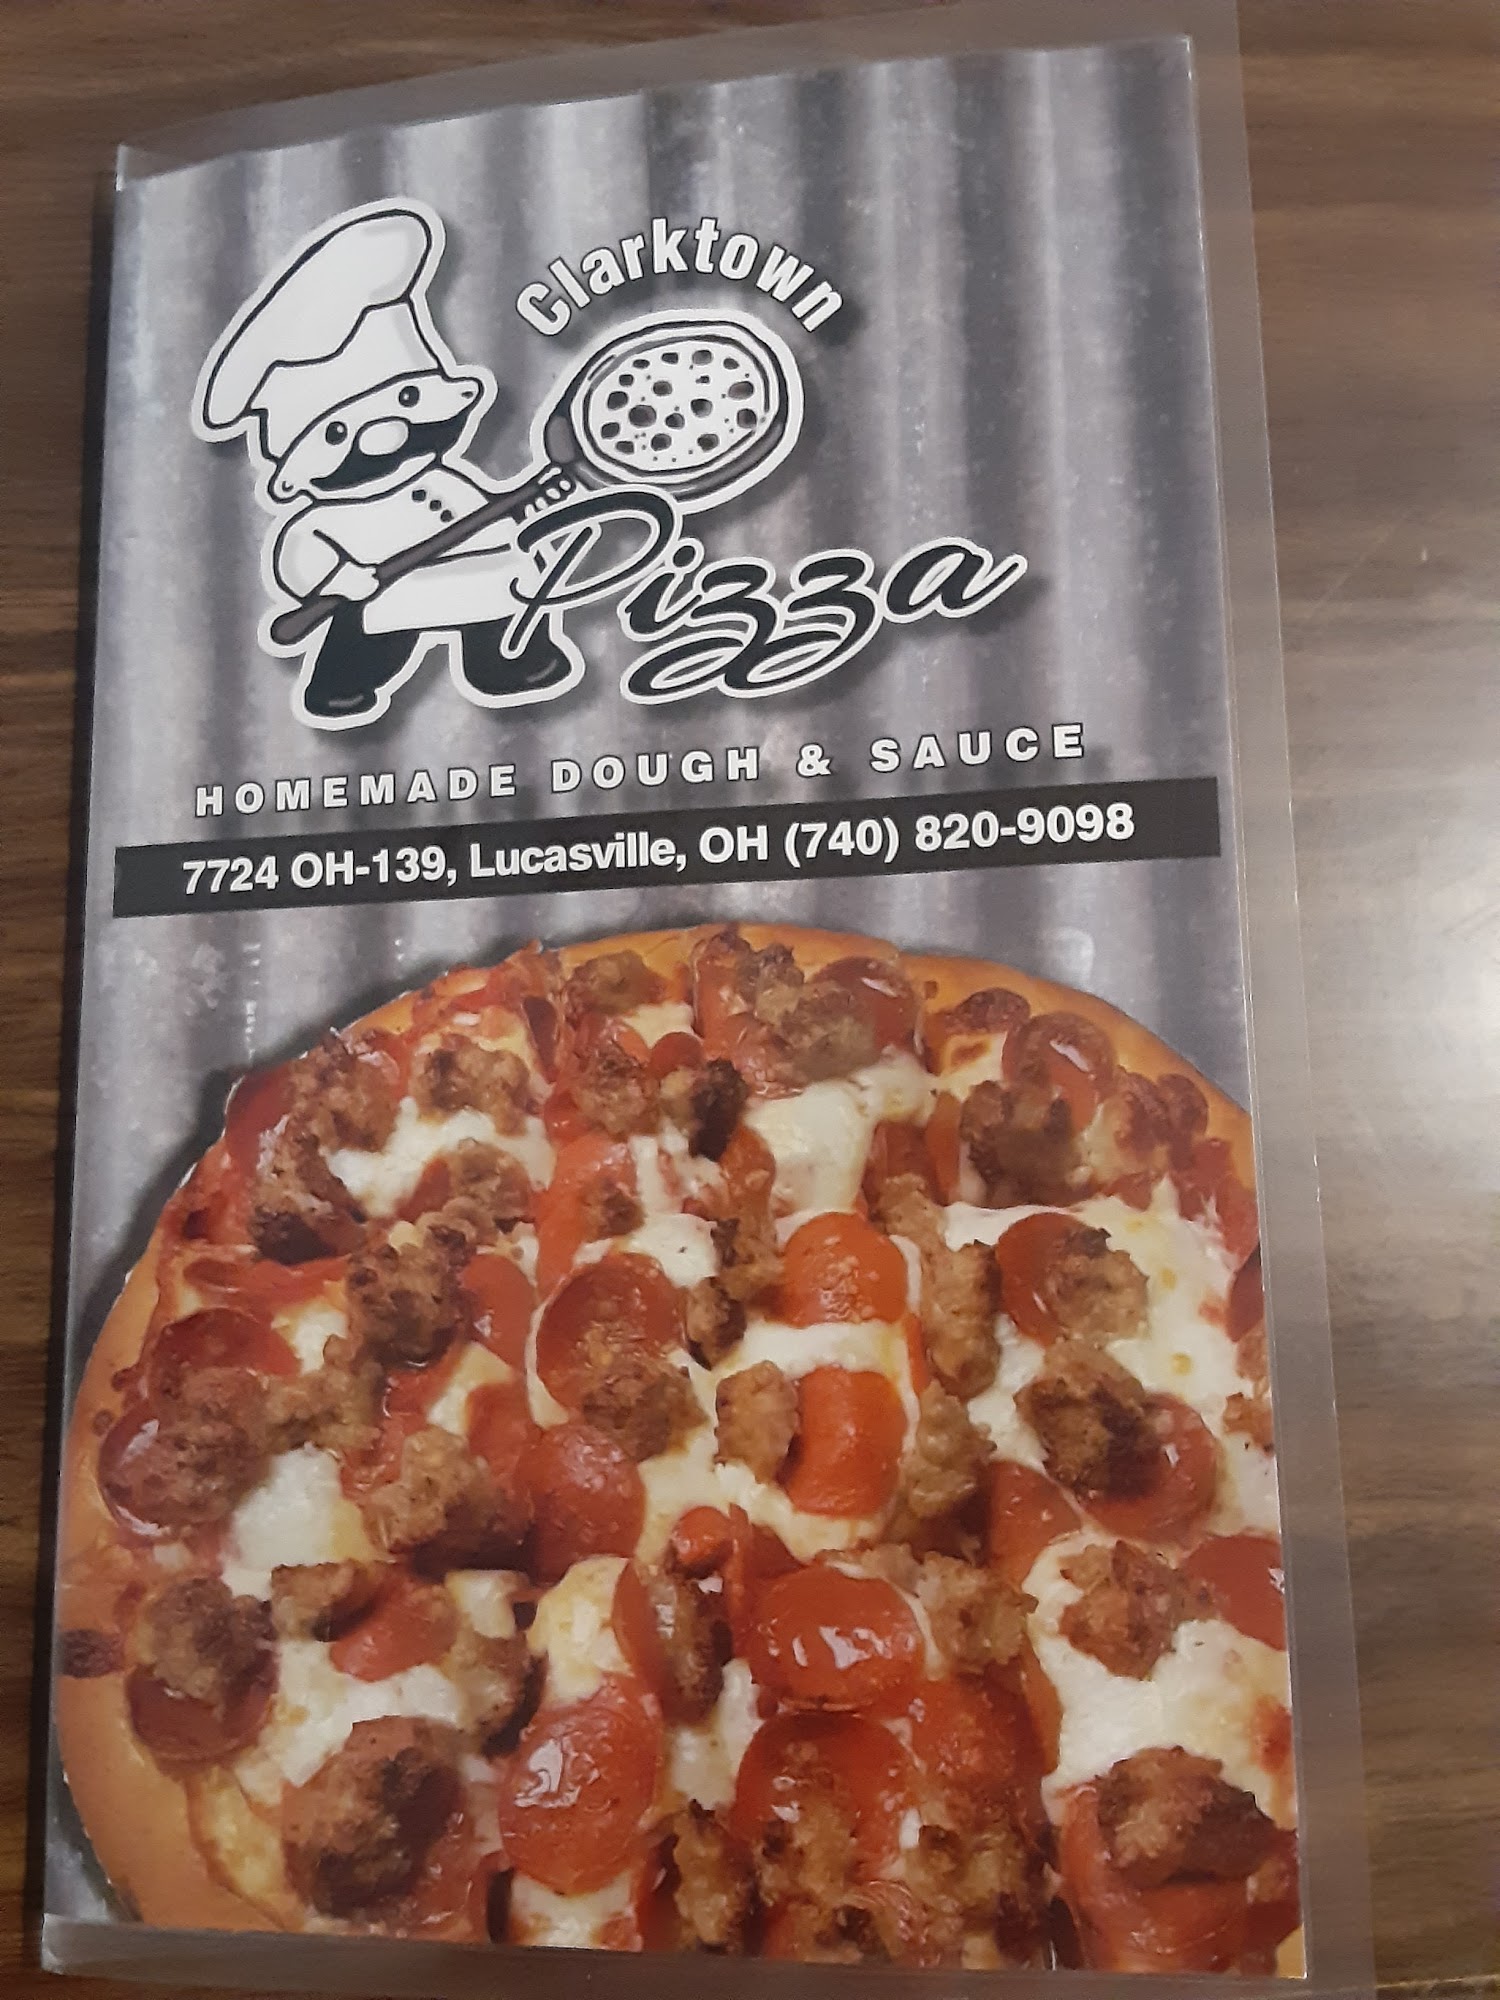 Clarktown
Pizza
HOMEMADE DOUGH & SAUCE
7724 OH-139, Lucasville, OH (740) 820-9098